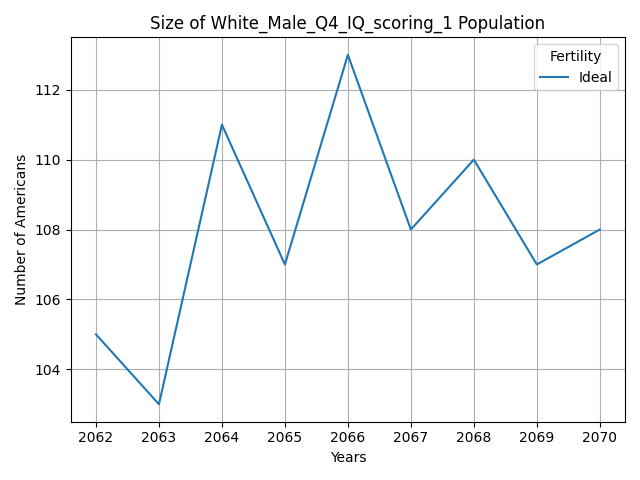 Size of White_Male_Q4_IQ_scoring_1 Population
Fertility
Ideal
Number of Americans
112
110
108
106
104
2062 2063 2064 2065 2066 2067 2068 2069 2070
Years